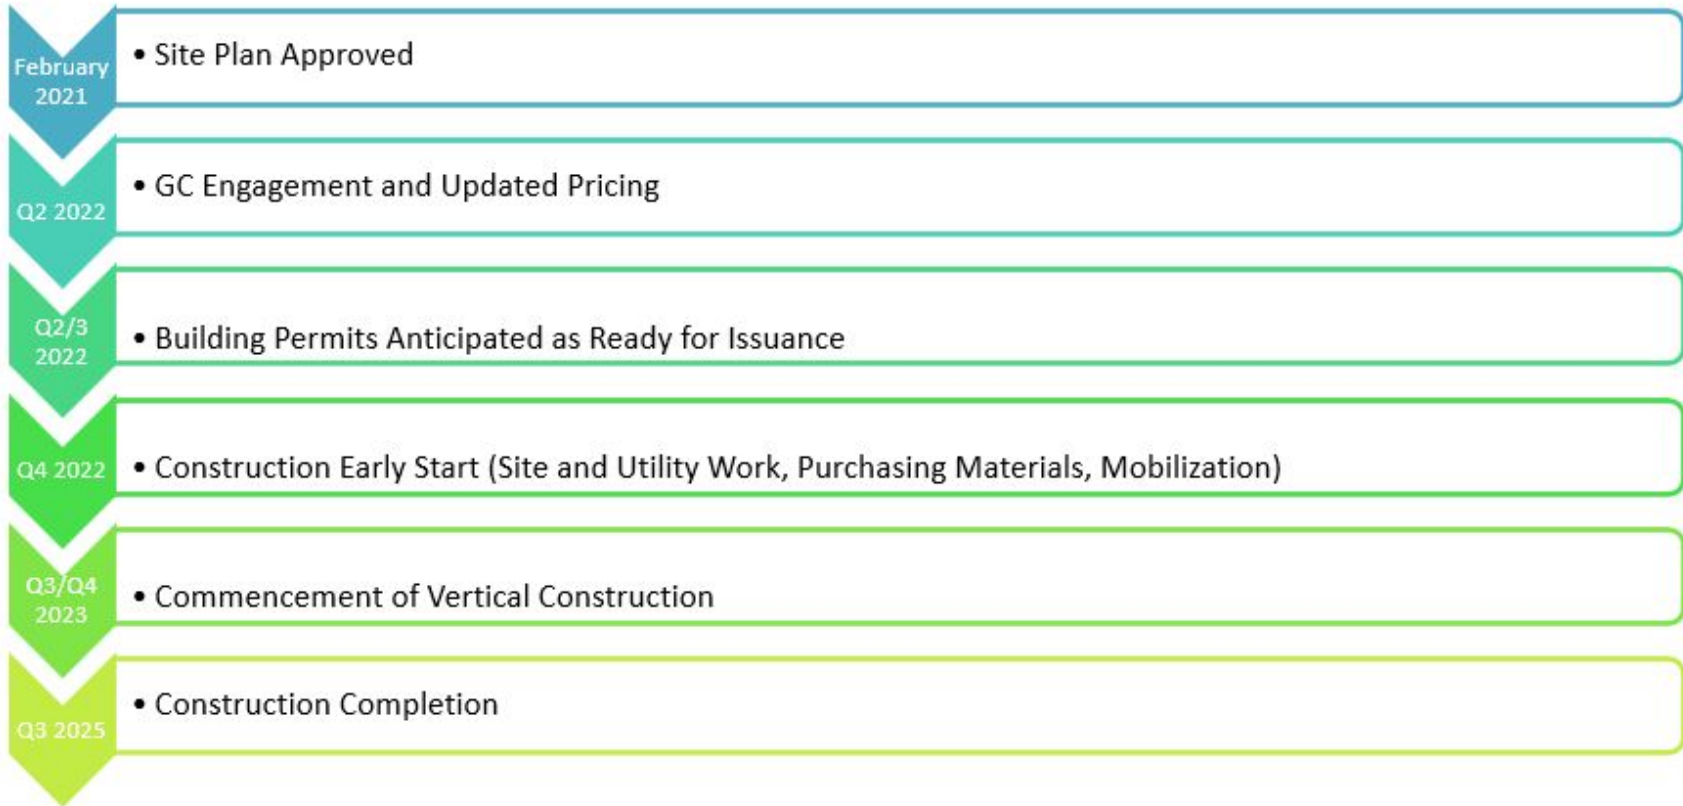 February
2021
• Site Plan Approved
Q2 2022
• GC Engagement and Updated Pricing
Q2/3
2022
• Building Permits Anticipated as Ready for Issuance
Q4 2022
• Construction Early Start (Site and Utility Work, Purchasing Materials, Mobilization)
Q3/Q4
2023
• Commencement of Vertical Construction
Q3 2025
• Construction Completion